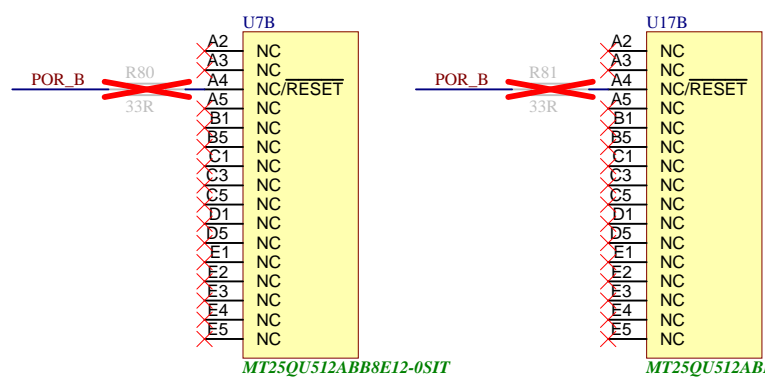 U7B
U17B
A2 NC
A3 NC
POR_B R80 33R A4 NC/RESET
A5 NC
B1 NC
B5 NC
C1 NC
C3 NC
C5 NC
D1 NC
D5 NC
E1 NC
E2 NC
E3 NC
E4 NC
E5 NC
MT25QU512ABB8E12-0SIT
A2 NC
A3 NC
POR_B R81 33R A4 NC/RESET
A5 NC
B1 NC
B5 NC
C1 NC
C3 NC
C5 NC
D1 NC
D5 NC
E1 NC
E2 NC
E3 NC
E4 NC
E5 NC
MT25QU512AB